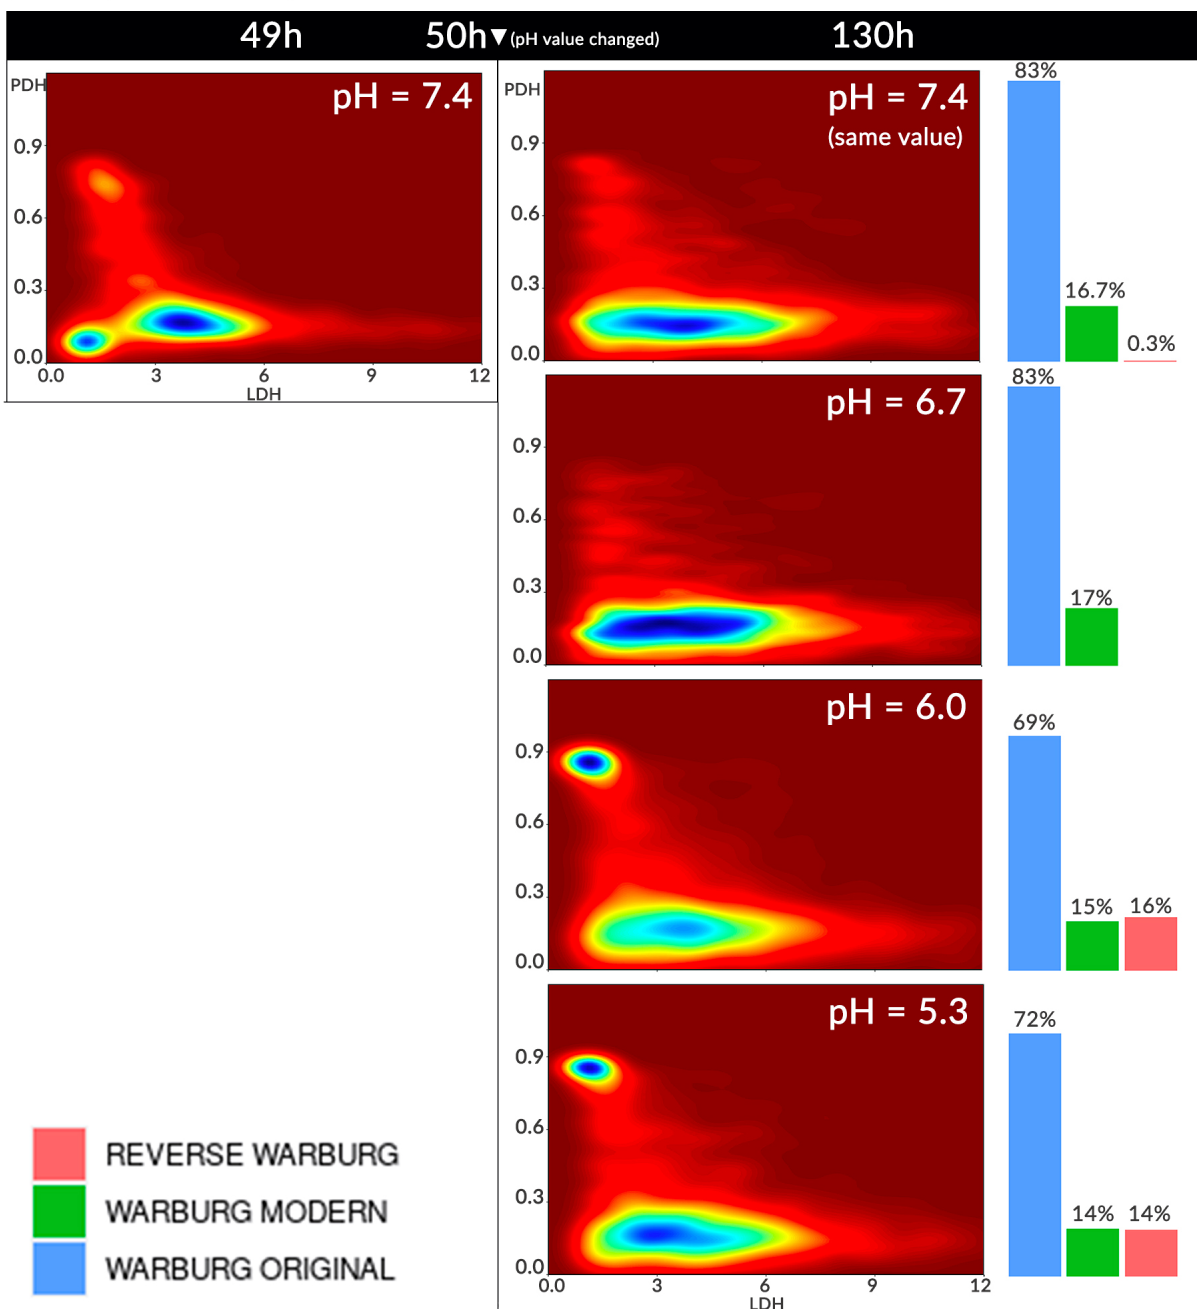 49h 50h▼(pH value changed) 130h
PDH
pH = 7.4
0.9
0.6
0.3
0.0
0.0 3 6 9 12
LDH
PDH
pH = 7.4
(same value)
0.9
0.6
0.3
0.0
83%
16.7%
0.3%
pH = 6.7
0.9
0.6
0.3
0.0
83%
17%
pH = 6.0
0.9
0.6
0.3
0.0
69%
15% 16%
pH = 5.3
0.9
0.6
0.3
0.0
0.0 3 6 9 12
LDH
72%
14% 14%
REVERSE WARBURG
WARBURG MODERN
WARBURG ORIGINAL